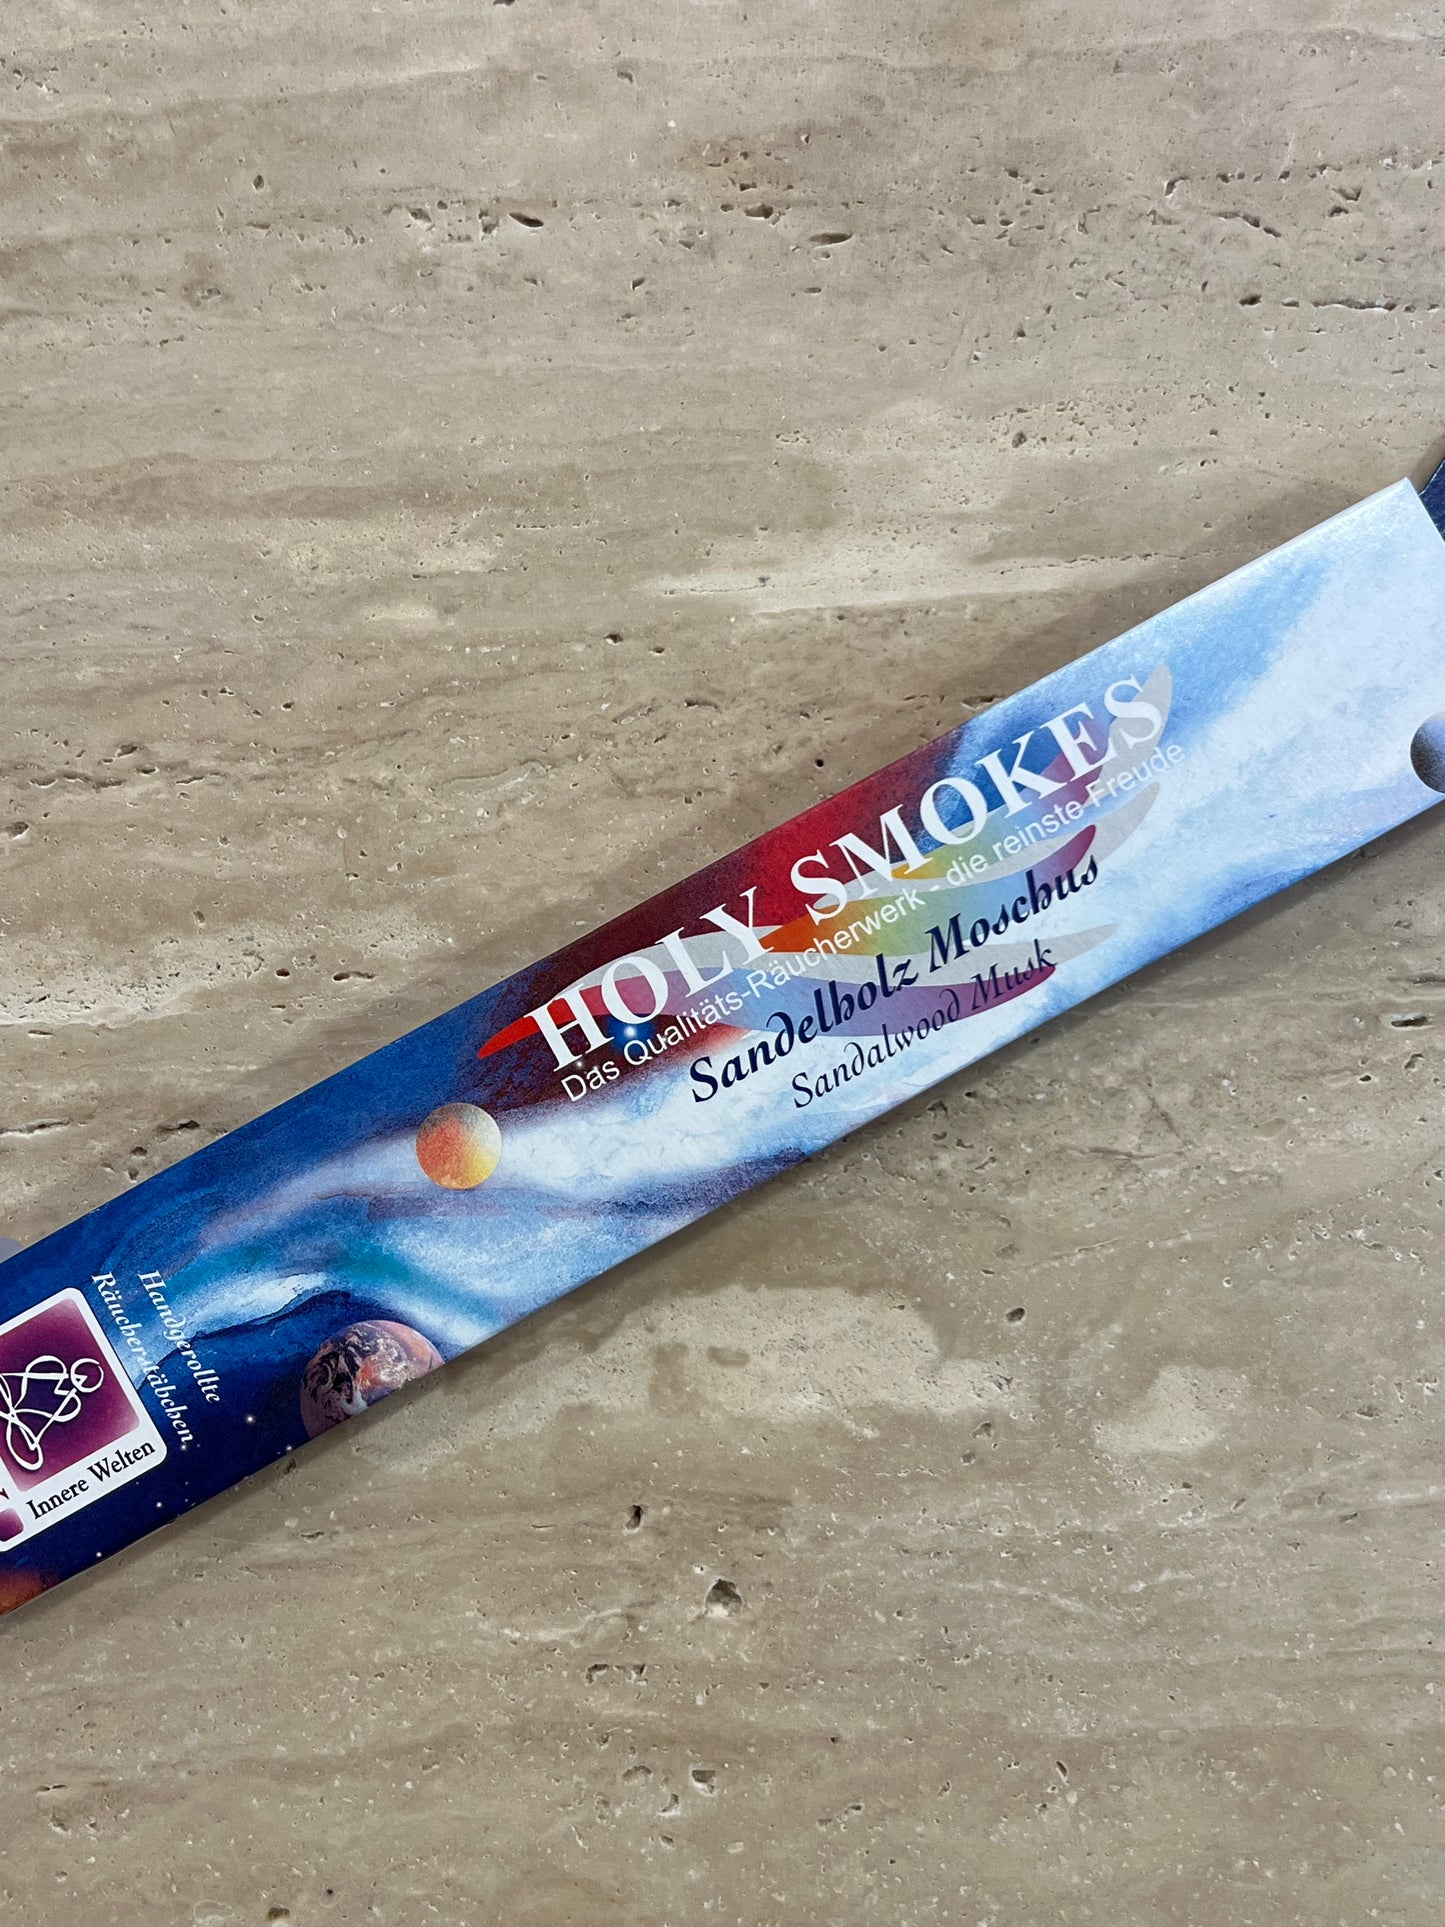 HOLY SMOKES
Das Qualitäts-Räucherwerk - die reinste Freude
Sandelholz Moschus
Sandalwood Musk
Handgerollte
Räucherstäbchen
Innere Welten